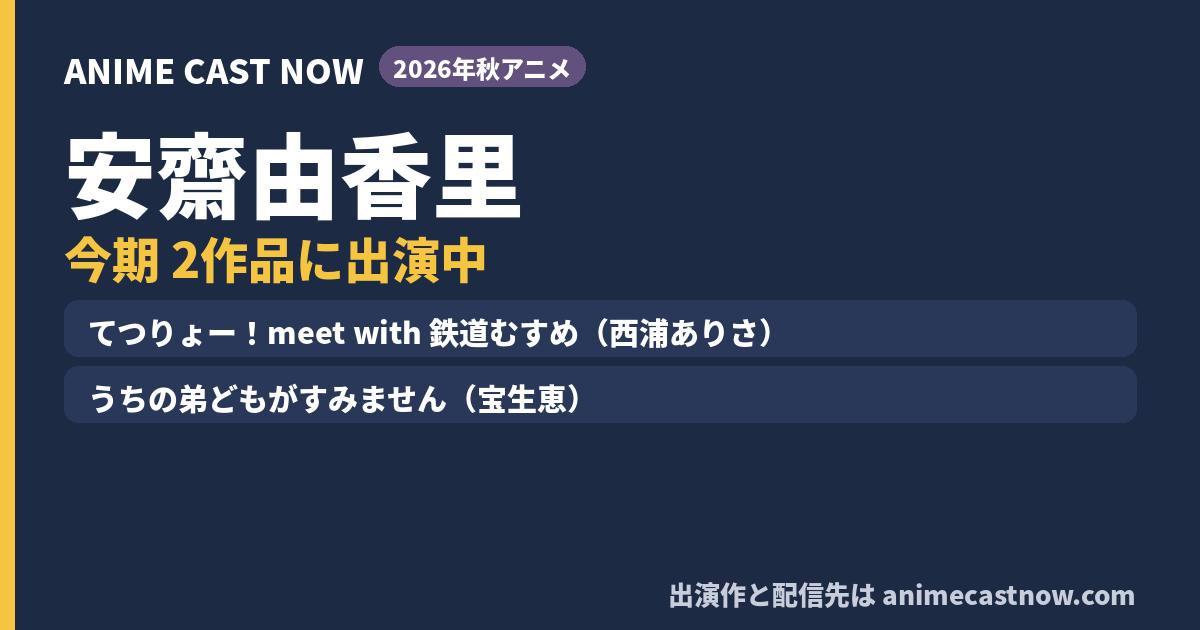 ANIME CAST NOW 2026年秋アニメ
安齋由香里
今期 2作品に出演中
てつりょー！meet with 鉄道むすめ（西浦ありさ）
うちの弟どもがすみません（宝生恵）
出演作と配信先は animecastnow.com